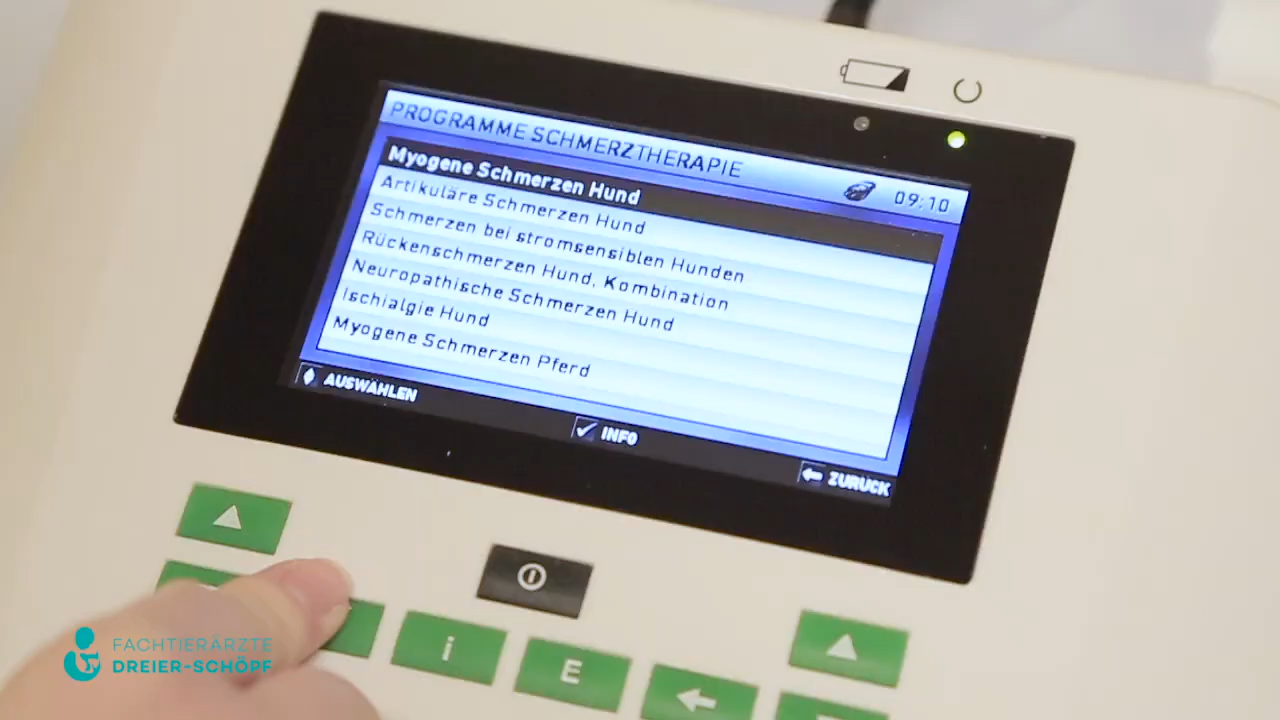 PROGRAMME SCHMERZTHERAPIE
09:10
Myogene Schmerzen Hund
Artikuläre Schmerzen Hund
Schmerzen bei stromsensiblen Hunden
Rückenschmerzen Hund, Kombination
Neuropathische Schmerzen Hund
Ischialgie Hund
Myogene Schmerzen Pferd
AUSWÄHLEN
INFO
ZURÜCK
i
E
FACHTIERÄRZTE
DREIER-SCHÖPF